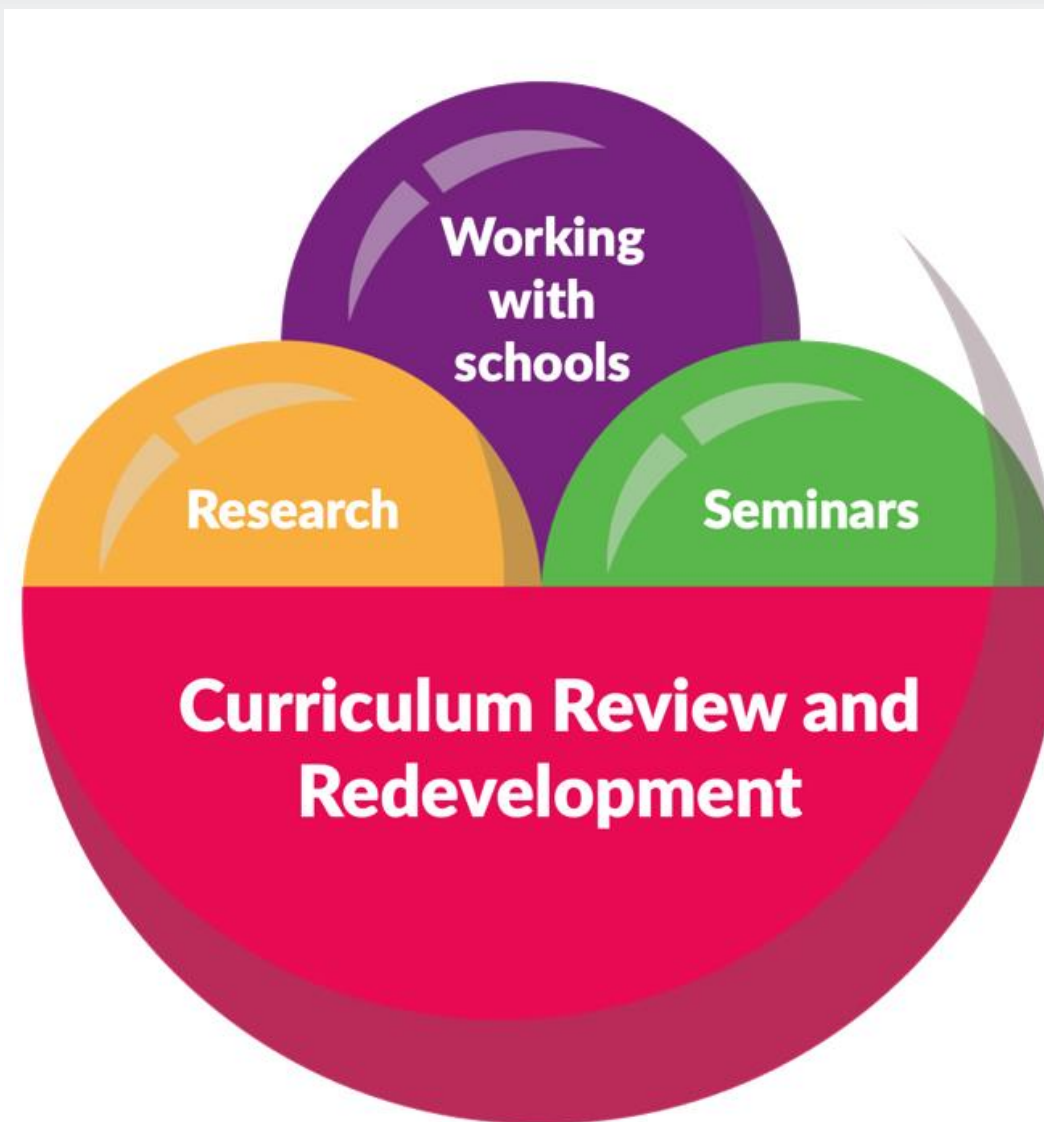 Working
with
schools
Research
Seminars
Curriculum Review and
Redevelopment